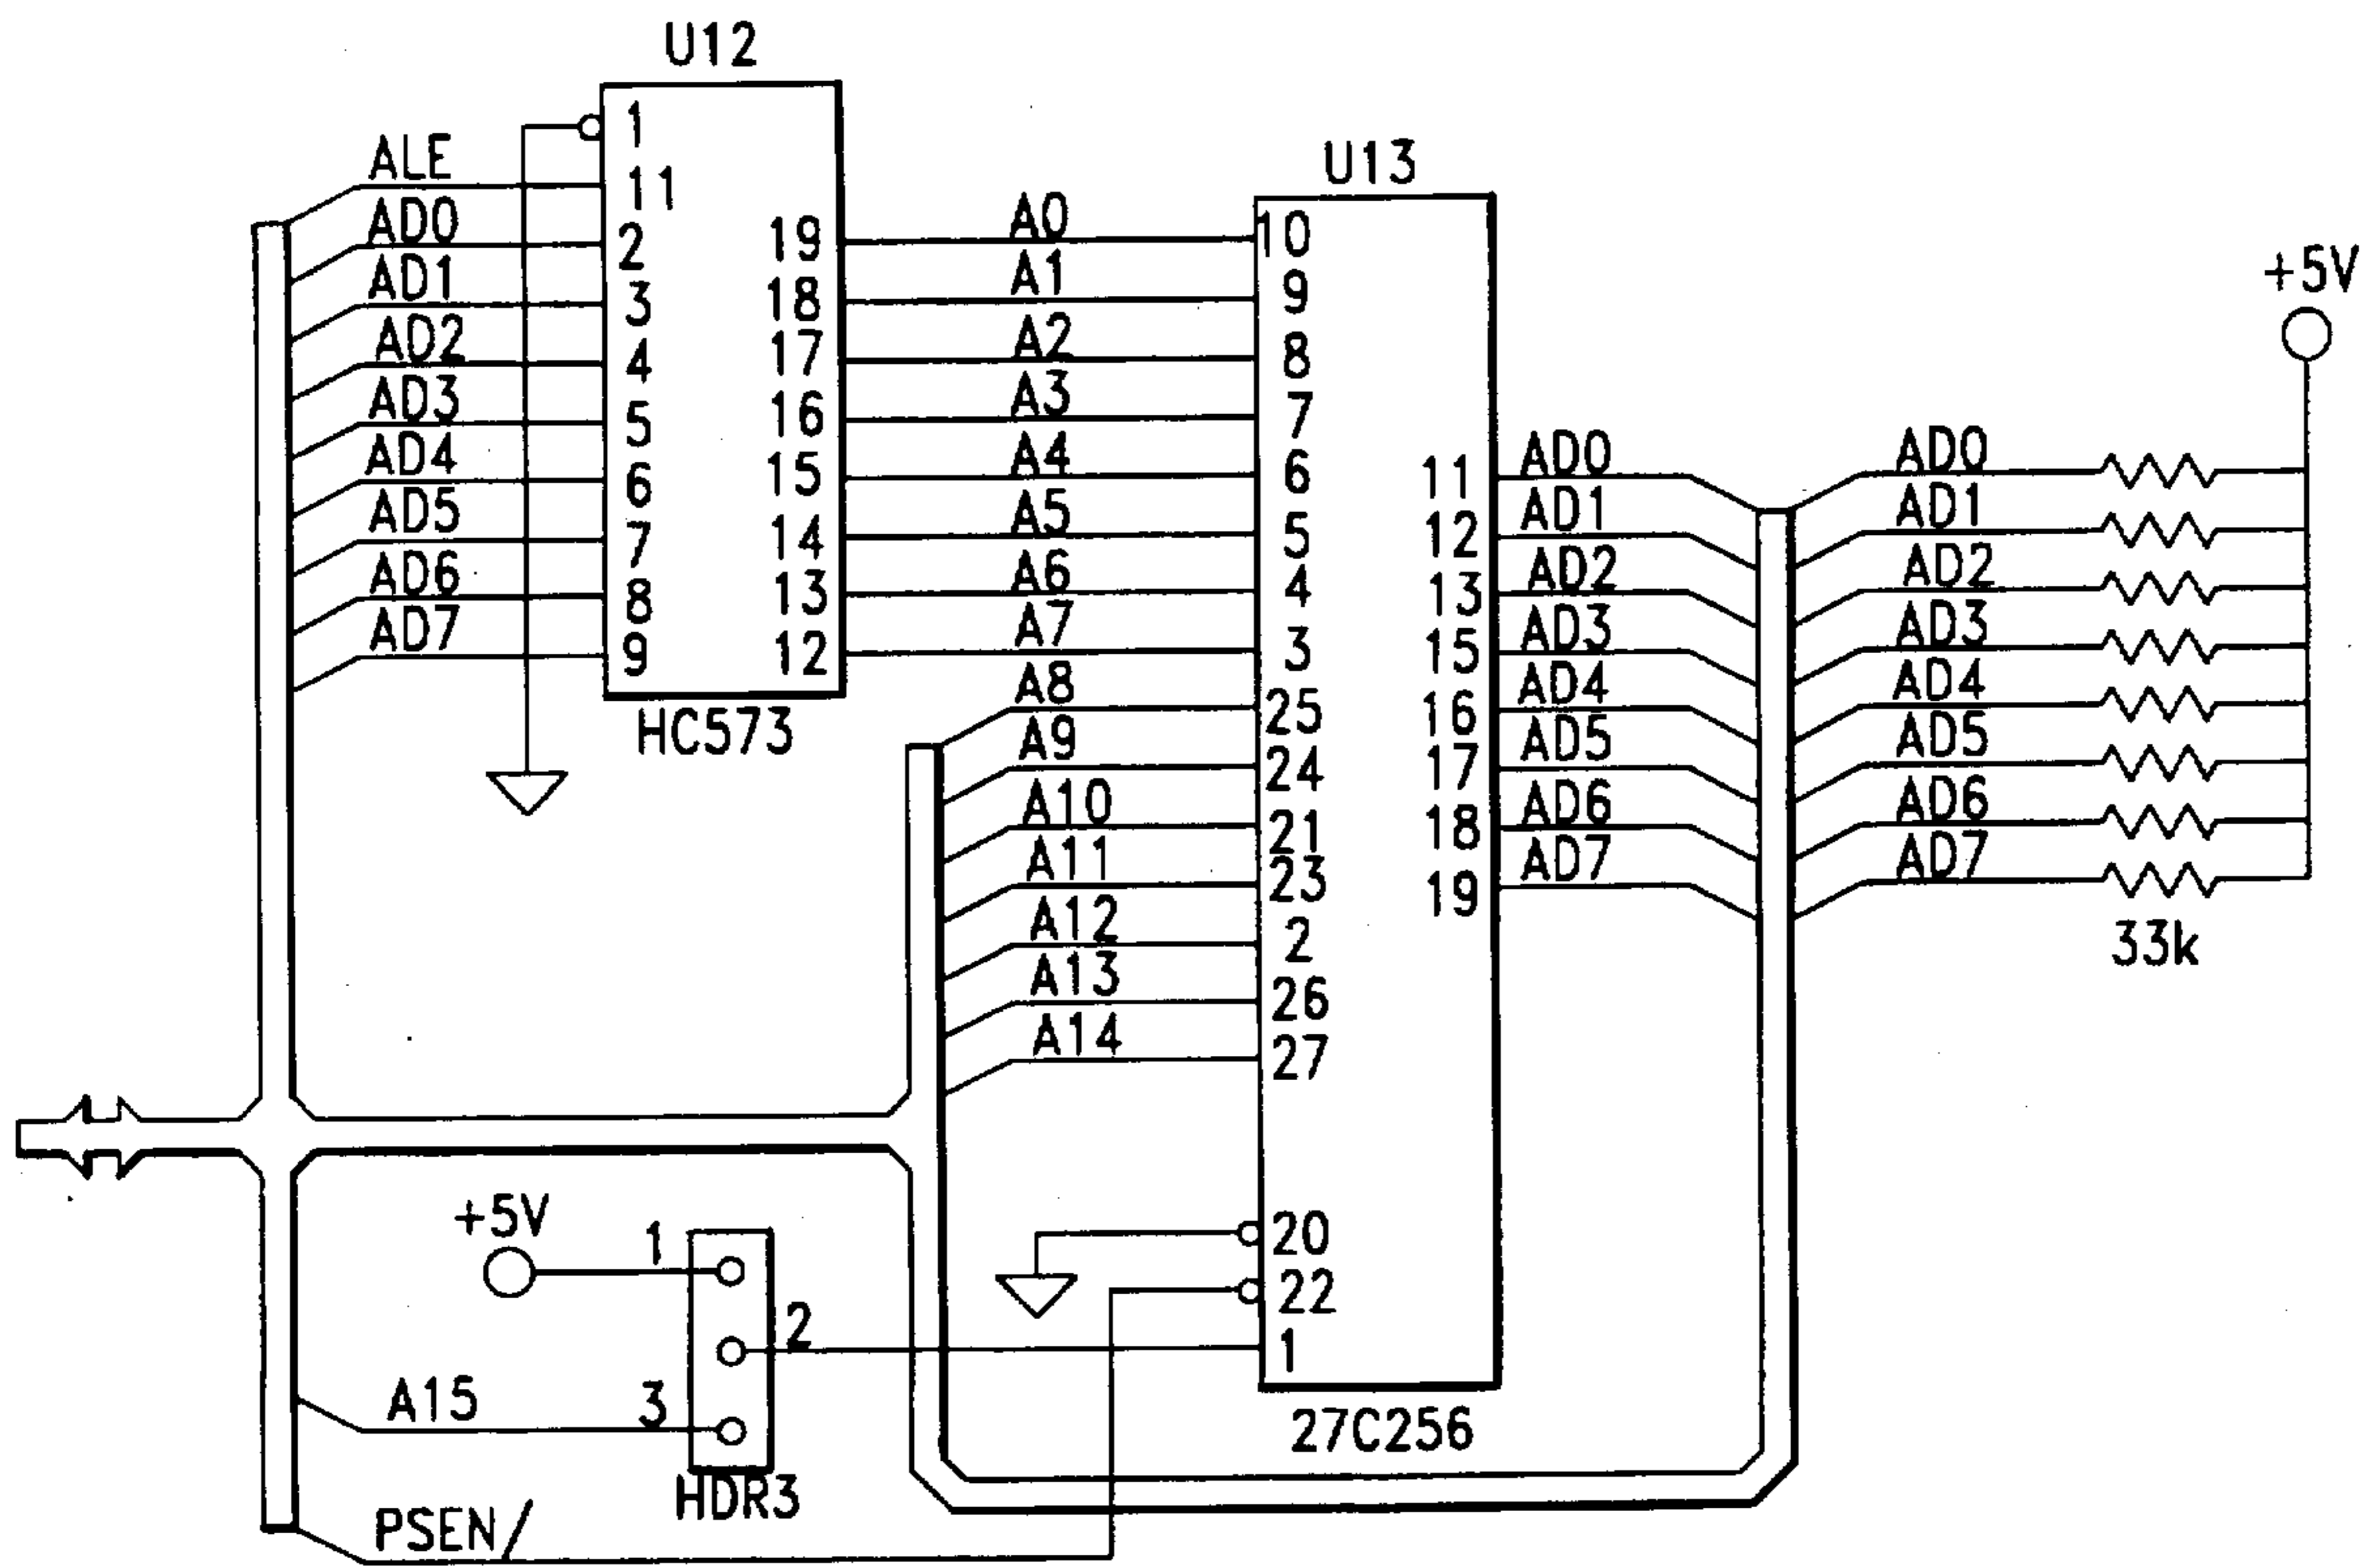 U12
1
ALE
11
AD0
2
19
A0
AD1
3
18
A1
AD2
4
17
A2
AD3
5
16
A3
AD4
6
15
A4
AD5
7
14
A5
AD6
8
13
A6
AD7
9
12
A7
HC573
U13
10
9
8
7
6
5
4
3
A8
25
A9
24
A10
21
A11
23
A12
2
A13
26
A14
27
20
22
1
27C256
11
AD0
12
AD1
13
AD2
15
AD3
16
AD4
17
AD5
18
AD6
19
AD7
+5V
AD0
AD1
AD2
AD3
AD4
AD5
AD6
AD7
33k
+5V
1
2
A15
3
HDR3
PSEN/